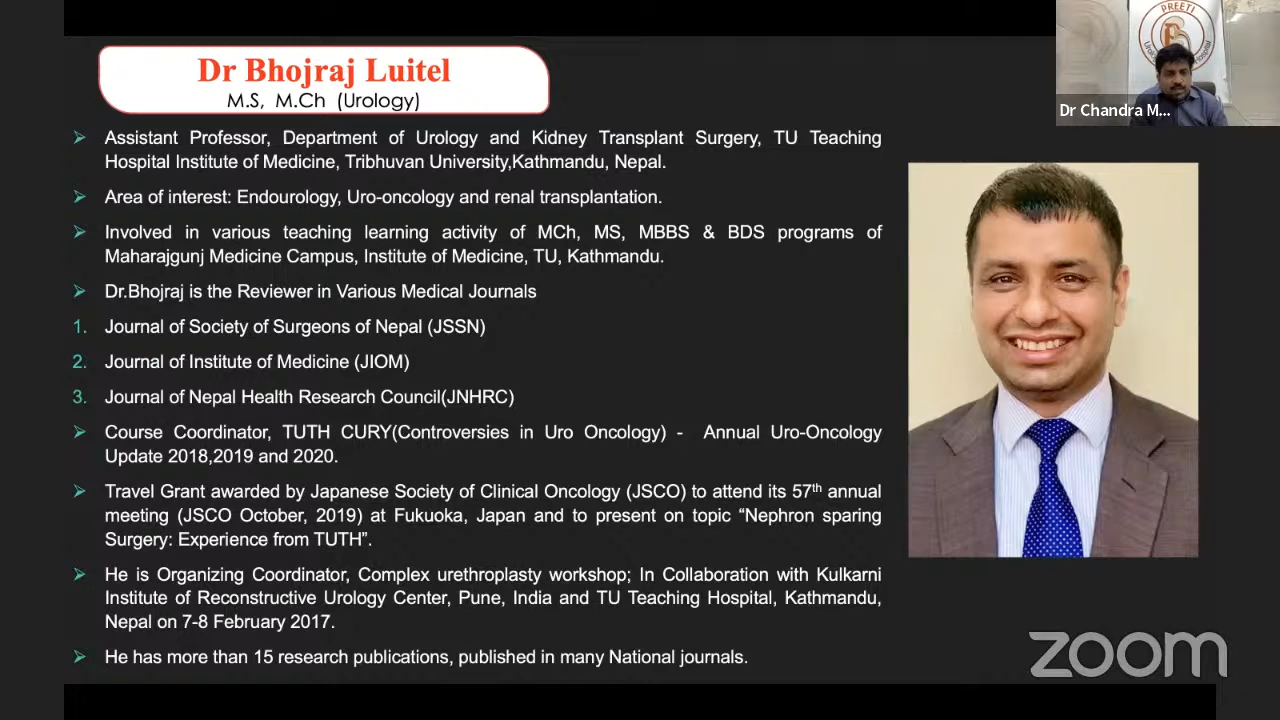 Dr Bhojraj Luitel
M.S, M.Ch (Urology)
PREETI
Dr Chandra M...
➢ Assistant Professor, Department of Urology and Kidney Transplant Surgery, TU Teaching
Hospital Institute of Medicine, Tribhuvan University,Kathmandu, Nepal.
➢ Area of interest: Endourology, Uro-oncology and renal transplantation.
➢ Involved in various teaching learning activity of MCh, MS, MBBS & BDS programs of
Maharajgunj Medicine Campus, Institute of Medicine, TU, Kathmandu.
➢ Dr.Bhojraj is the Reviewer in Various Medical Journals
1. Journal of Society of Surgeons of Nepal (JSSN)
2. Journal of Institute of Medicine (JIOM)
3. Journal of Nepal Health Research Council(JNHRC)
➢ Course Coordinator, TUTH CURY(Controversies in Uro Oncology) - Annual Uro-Oncology
Update 2018,2019 and 2020.
➢ Travel Grant awarded by Japanese Society of Clinical Oncology (JSCO) to attend its 57th annual
meeting (JSCO October, 2019) at Fukuoka, Japan and to present on topic “Nephron sparing
Surgery: Experience from TUTH”.
➢ He is Organizing Coordinator, Complex urethroplasty workshop; In Collaboration with Kulkarni
Institute of Reconstructive Urology Center, Pune, India and TU Teaching Hospital, Kathmandu,
Nepal on 7-8 February 2017.
➢ He has more than 15 research publications, published in many National journals.
zoom